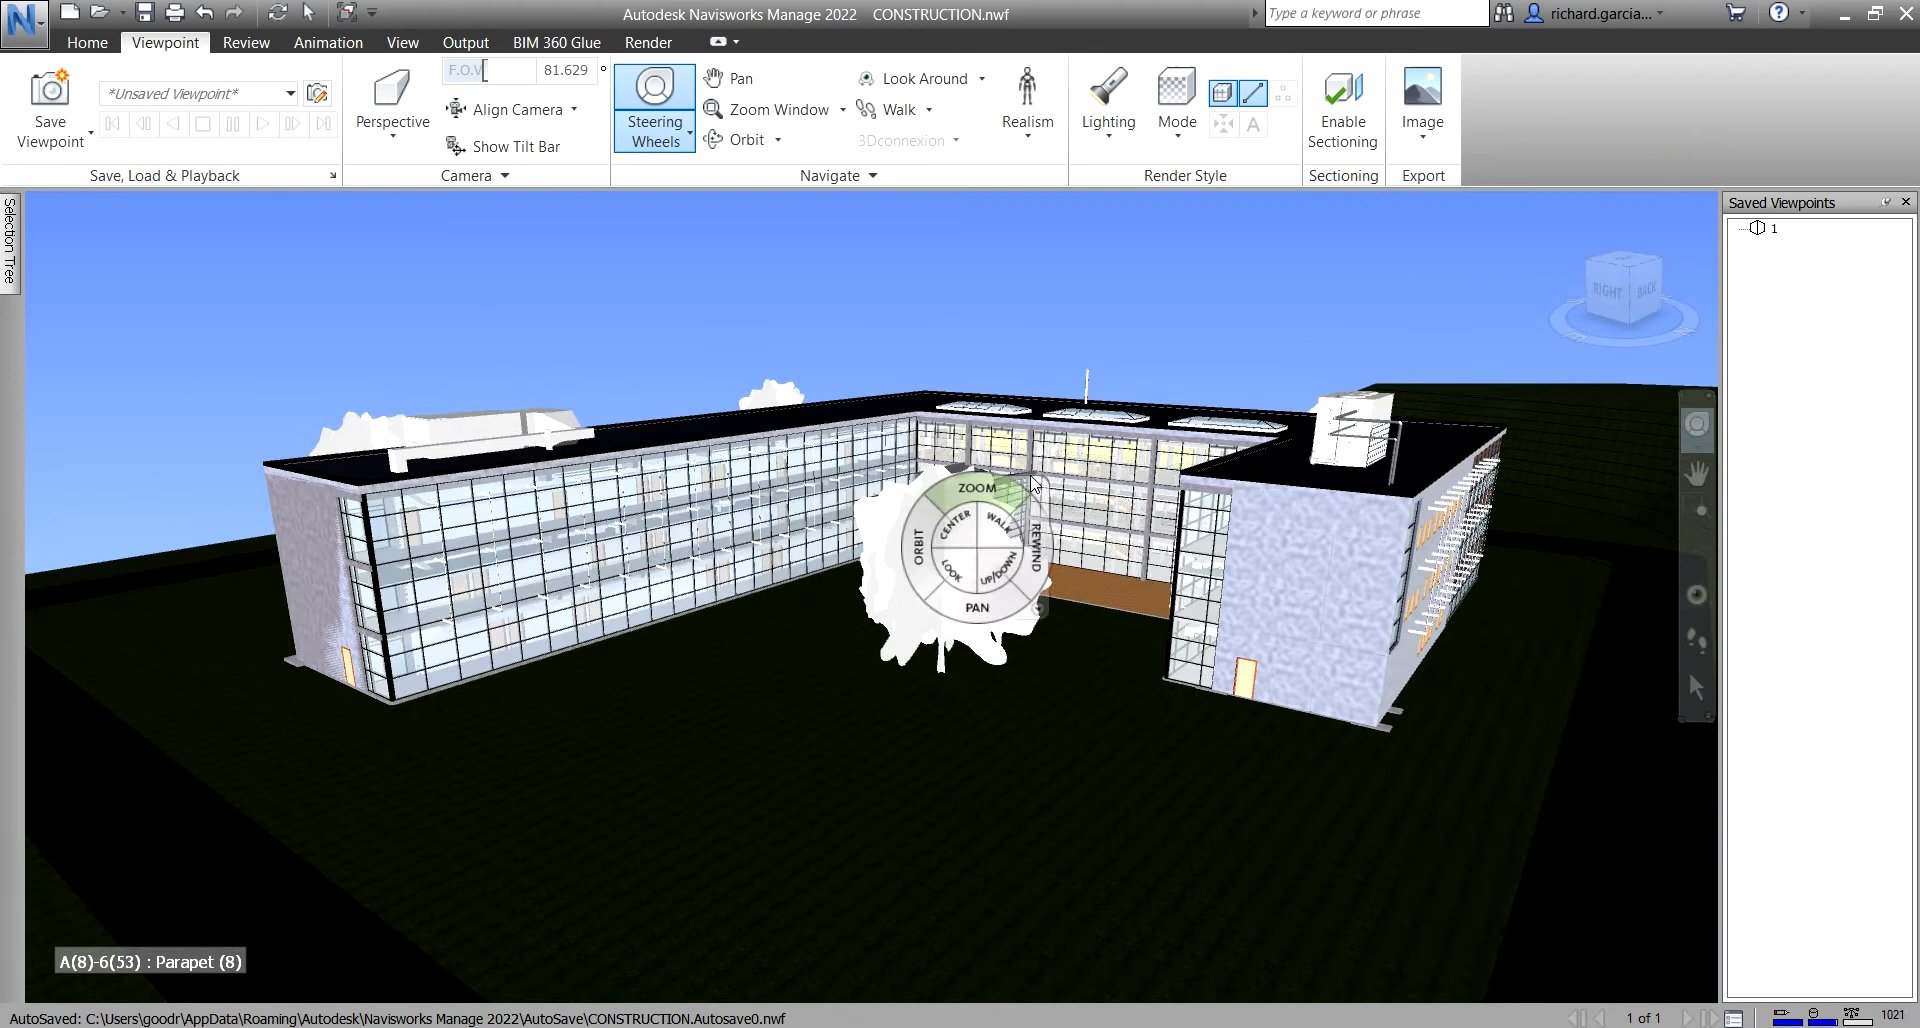 Autodesk Navisworks Manage 2022 CONSTRUCTION.nwf
Type a keyword or phrase
richard.garcia...
Home Viewpoint Review Animation View Output BIM 360 Glue Render
Save Viewpoint
*Unsaved Viewpoint*
Save, Load & Playback
Perspective
F.O.V 81.629 °
Align Camera
Show Tilt Bar
Camera
Steering Wheels
Pan
Zoom Window
Orbit
Look Around
Walk
3Dconnexion
Navigate
Realism
Lighting
Mode
Render Style
Enable Sectioning
Sectioning
Image
Export
Selection Tree
Saved Viewpoints
1
RIGHT BACK
ZOOM
CENTER WALK
ORBIT REWIND
LOOK UP/DOWN
PAN
A(8)-6(53) : Parapet (8)
AutoSaved: C:\Users\goodr\AppData\Roaming\Autodesk\Navisworks Manage 2022\AutoSave\CONSTRUCTION.Autosave0.nwf
1 of 1
1021